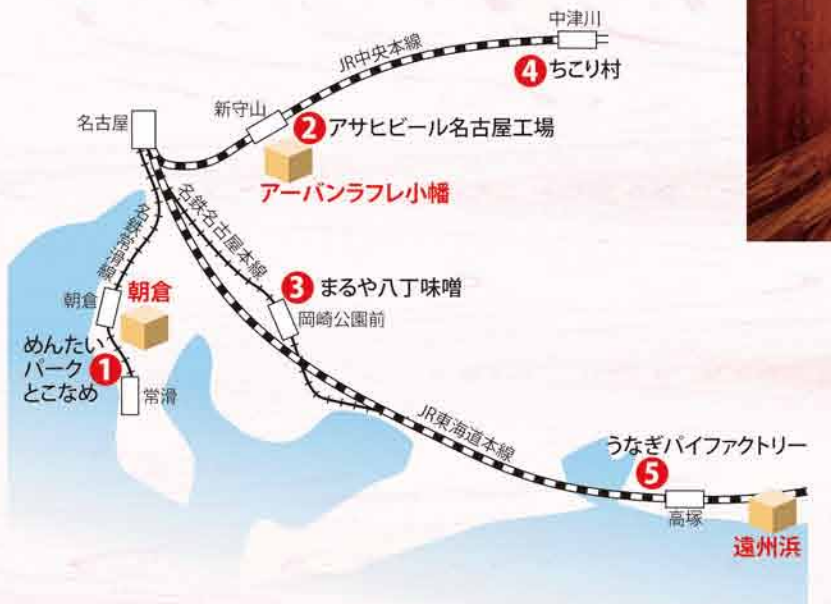 中津川
JR中央本線
4 ちこり村
新守山
名古屋
2 アサヒビール名古屋工場
アーバンラフレ小幡
名鉄名古屋本線
名鉄常滑線
3 まるや八丁味噌
岡崎公園前
朝倉
朝倉
めんたい
パーク
とこなめ
1
常滑
JR東海道本線
うなぎパイファクトリー
5
高塚
遠州浜